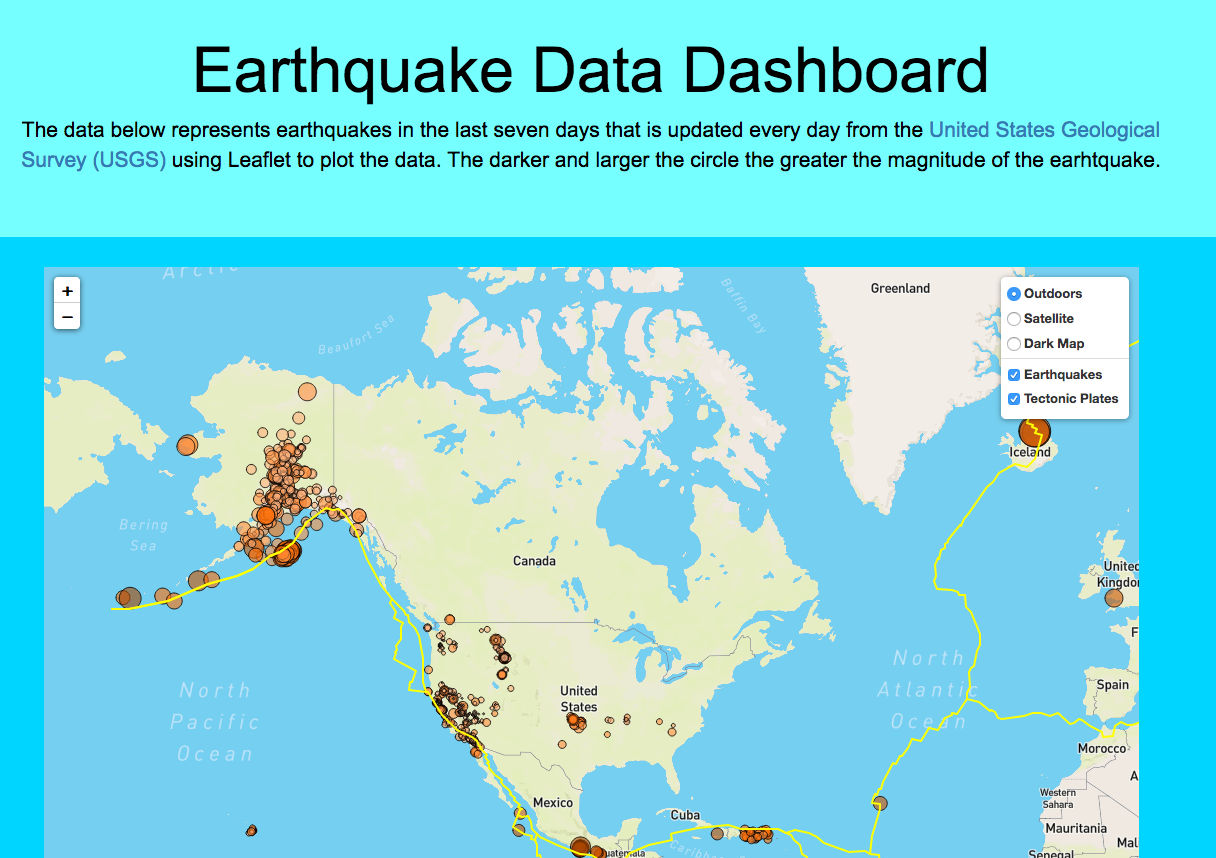 Earthquake Data Dashboard
The data below represents earthquakes in the last seven days that is updated every day from the United States Geological
Survey (USGS) using Leaflet to plot the data. The darker and larger the circle the greater the magnitude of the earhtquake.
Arctic
+
−
Greenland
Outdoors
Satellite
Dark Map
Earthquakes
Tectonic Plates
Baffin Bay
Beaufort Sea
Iceland
Bering
Sea
Canada
United
Kingdo
F
North
Pacific
Ocean
United
States
North
Atlantic
Ocean
Spain
Morocco
A
Mexico
Cuba
Western
Sahara
Mauritania
Mal
Caribbean
uatemala
Senegal